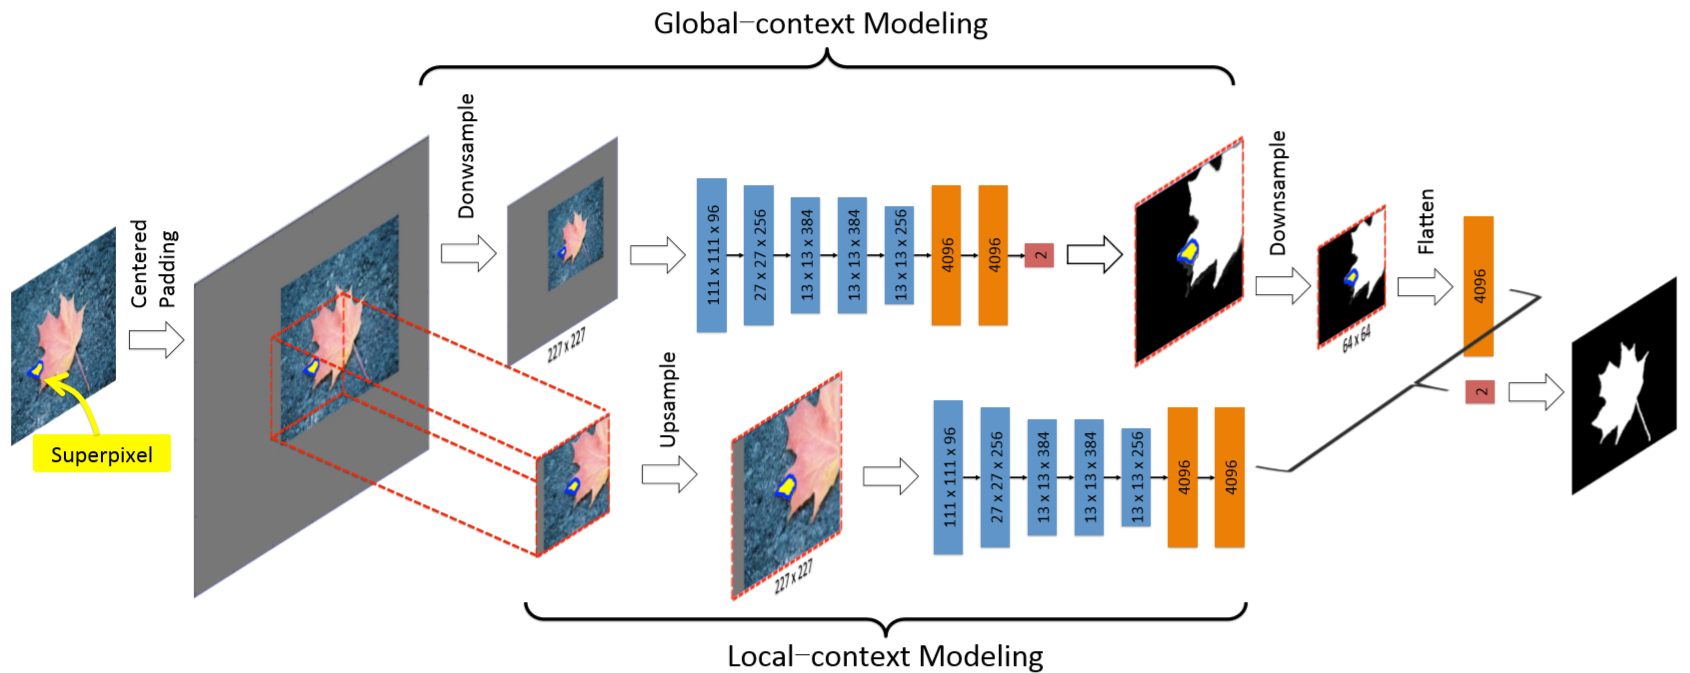 Global−context Modeling
Centered
Padding
Superpixel
Donwsample
227 x 227
111 x 111 x 96
27 x 27 x 256
13 x 13 x 384
13 x 13 x 384
13 x 13 x 256
4096
4096
2
Downsample
64 x 64
Flatten
4096
2
Upsample
227 x 227
111 x 111 x 96
27 x 27 x 256
13 x 13 x 384
13 x 13 x 384
13 x 13 x 256
4096
4096
Local−context Modeling